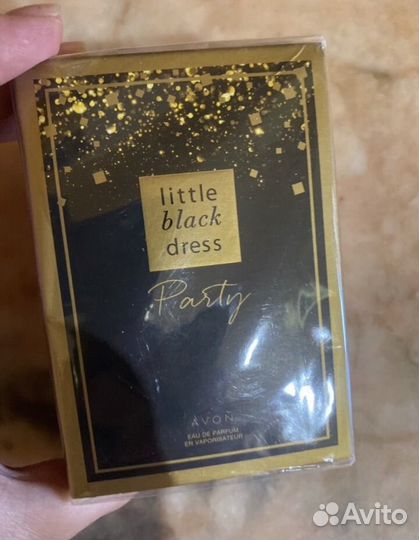 little
black
dress
Party
AVON
EAU DE PARFUM
EN VAPORISATEUR
Avito